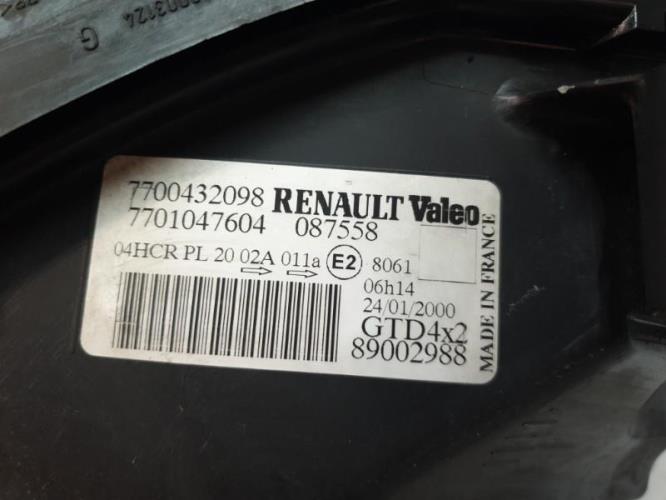 G
7700432098 RENAULT Valeo
7701047604 087558
04HCR PL 20 02A 011a E2 8061
06h14
24/01/2000
GTD4x2
89002988
MADE IN FRANCE